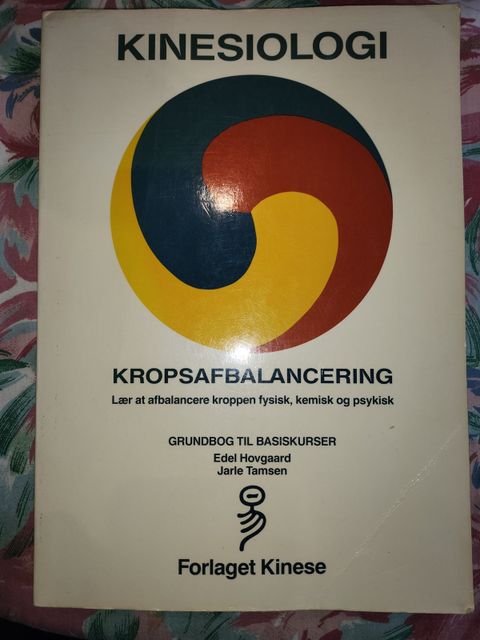 KINESIOLOGI
KROPSAFBALANCERING
Lær at afbalancere kroppen fysisk, kemisk og psykisk
GRUNDBOG TIL BASISKURSER
Edel Hovgaard
Jarle Tamsen
Forlaget Kinese